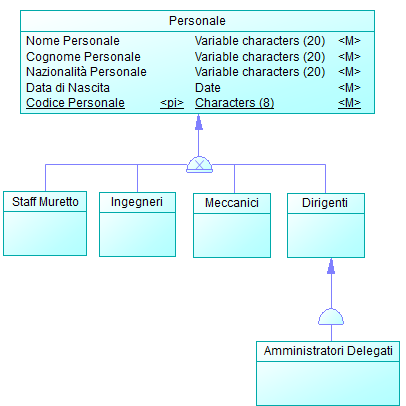 Personale
Nome Personale Variable characters (20) <M>
Cognome Personale Variable characters (20) <M>
Nazionalità Personale Variable characters (20) <M>
Data di Nascita Date <M>
Codice Personale <pi> Characters (8) <M>
Staff Muretto Ingegneri Meccanici Dirigenti
Amministratori Delegati